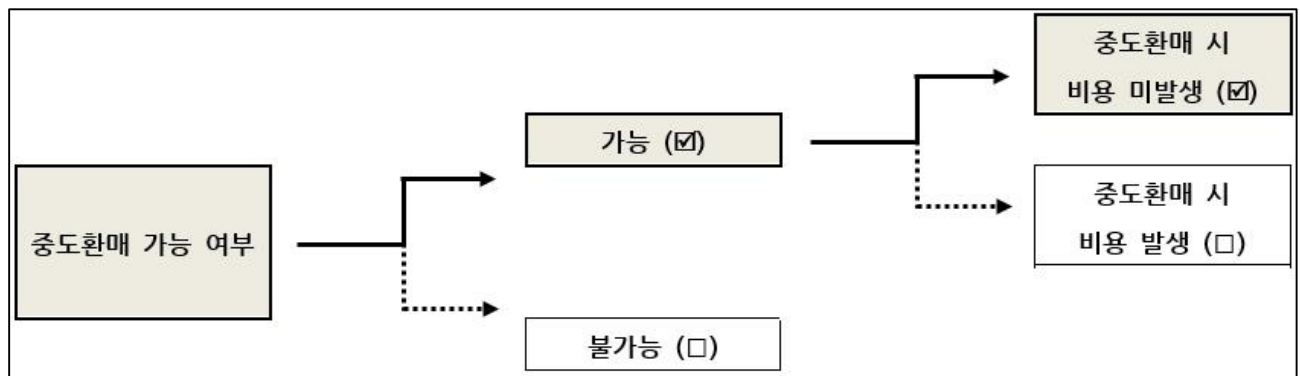 중도환매 가능 여부
가능 (☑)
불가능 (□)
중도환매 시
비용 미발생 (☑)
중도환매 시
비용 발생 (□)